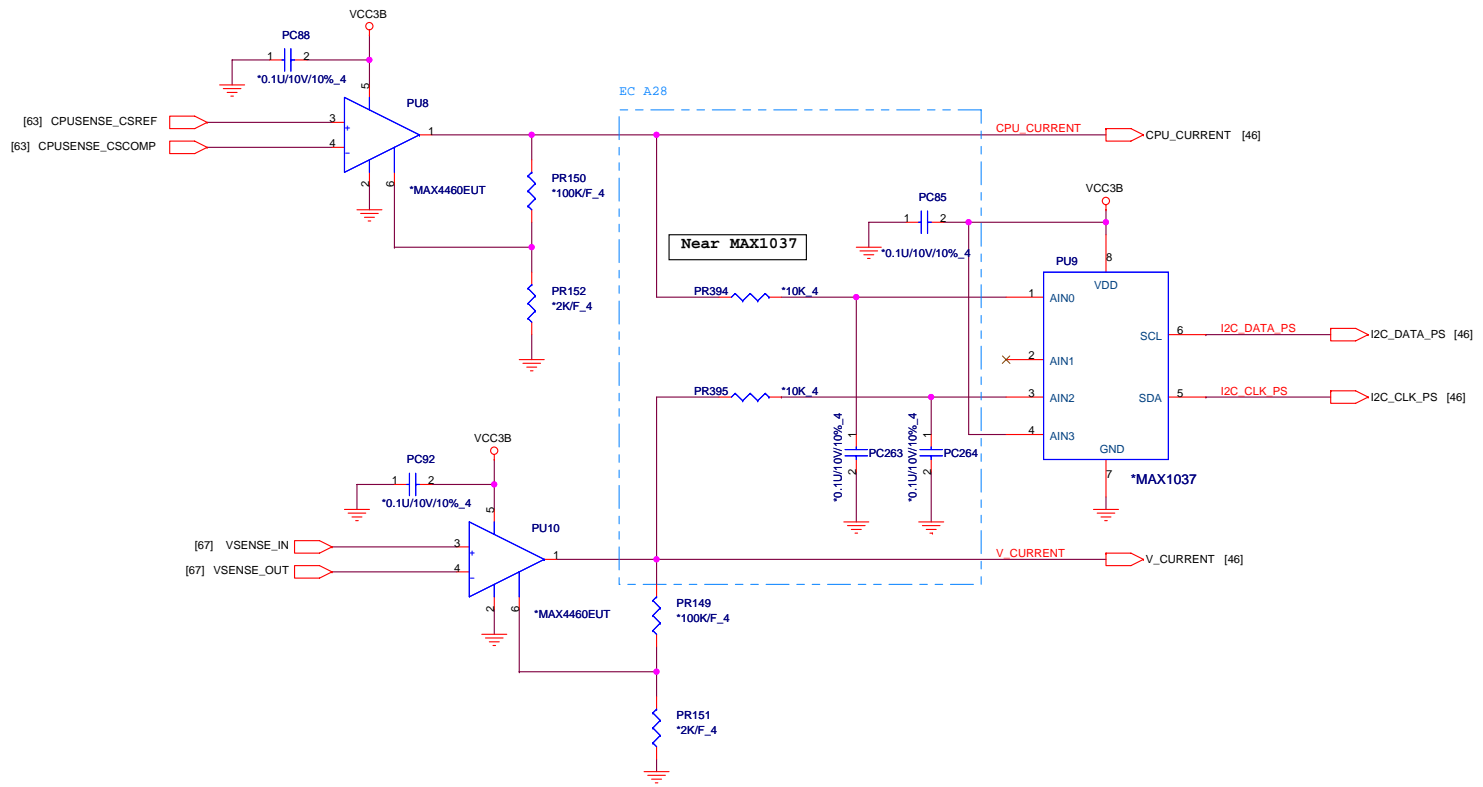 VCC3B
PC88
1 2
*0.1U/10V/10%_4
5
PU8
[63] CPUSENSE_CSREF
3
+
1
[63] CPUSENSE_CSCOMP
4
-
2
6
*MAX4460EUT
PR150
*100K/F_4
PR152
*2K/F_4
EC A28
CPU_CURRENT
CPU_CURRENT [46]
Near MAX1037
VCC3B
PC85
1 2
*0.1U/10V/10%_4
PU9
8
VDD
PR394
*10K_4
1
AIN0
2
AIN1
PR395
*10K_4
3
AIN2
4
AIN3
SCL
6
I2C_DATA_PS
I2C_DATA_PS [46]
SDA
5
I2C_CLK_PS
I2C_CLK_PS [46]
GND
7
*MAX1037
*0.1U/10V/10%_4
1
2
PC263
*0.1U/10V/10%_4
1
2
PC264
VCC3B
PC92
1 2
*0.1U/10V/10%_4
5
PU10
[67] VSENSE_IN
3
+
1
[67] VSENSE_OUT
4
-
2
6
*MAX4460EUT
V_CURRENT
V_CURRENT [46]
PR149
*100K/F_4
PR151
*2K/F_4